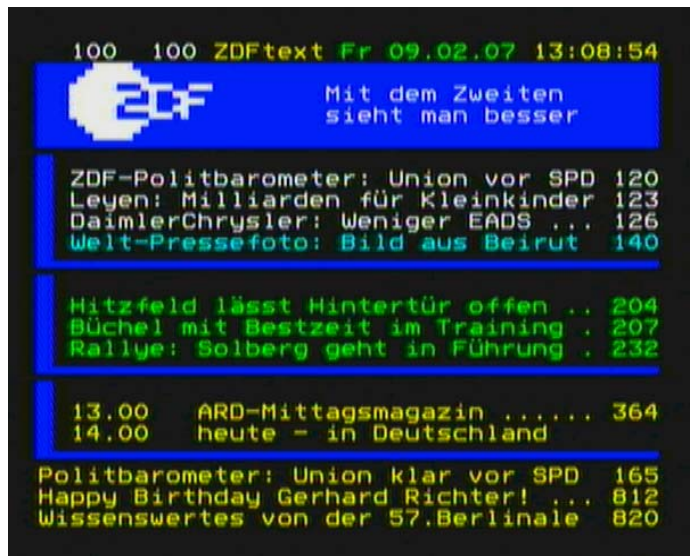 100 100 ZDFtext Fr 09.02.07 13:08:54
ZDF
Mit dem Zweiten
sieht man besser
ZDF-Politbarometer: Union vor SPD 120
Leyen: Milliarden für Kleinkinder 123
DaimlerChrysler: Weniger EADS ... 126
Welt-Pressefoto: Bild aus Beirut 140
Hitzfeld lässt Hintertür offen .. 204
Büchel mit Bestzeit im Training . 207
Rallye: Solberg geht in Führung . 232
13.00 ARD-Mittagsmagazin ...... 364
14.00 heute - in Deutschland
Politbarometer: Union klar vor SPD 165
Happy Birthday Gerhard Richter! ... 812
Wissenswertes von der 57.Berlinale 820